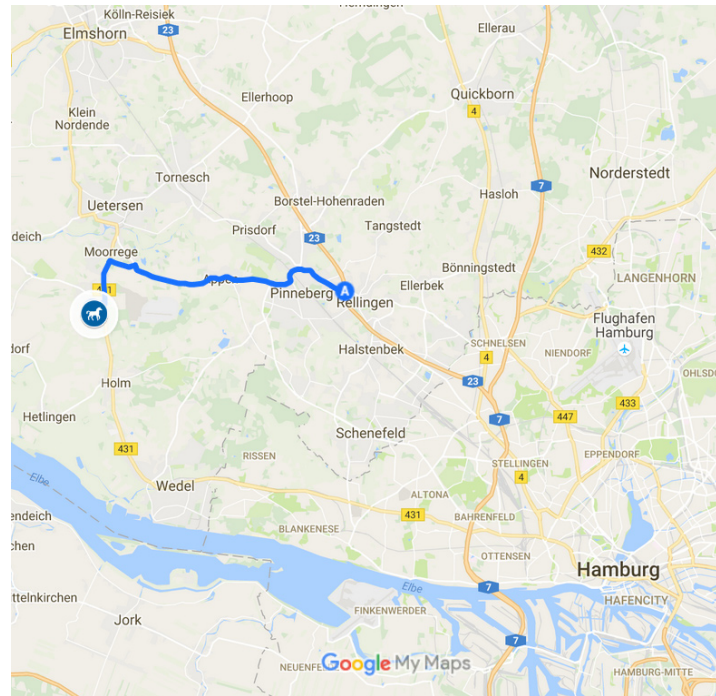 Kölln-Reisiek
Elmshorn
23
Ellerau
Ellerhoop
Quickborn
4
Klein
Nordende
Tornesch
7
Norderstedt
Hasloh
Uetersen
Borstel-Hohenraden
Prisdorf
Tangstedt
23
432
Moorrege
Bönningstedt
LANGENHORN
Pinneberg
A
Rellingen
Ellerbek
Flughafen
Hamburg
SCHNELSEN
Halstenbek
4
NIENDORF
Holm
23
433
Hetlingen
7
447
431
Schenefeld
EPPENDORF
RISSEN
STELLINGEN
4
Wedel
ALTONA
431
BAHRENFELD
BLANKENESE
Elbe
OTTENSEN
Hamburg
Elbe
7
HAFENCITY
FINKENWERDER
Jork
7
Google My Maps
HAMBURG-MITTE